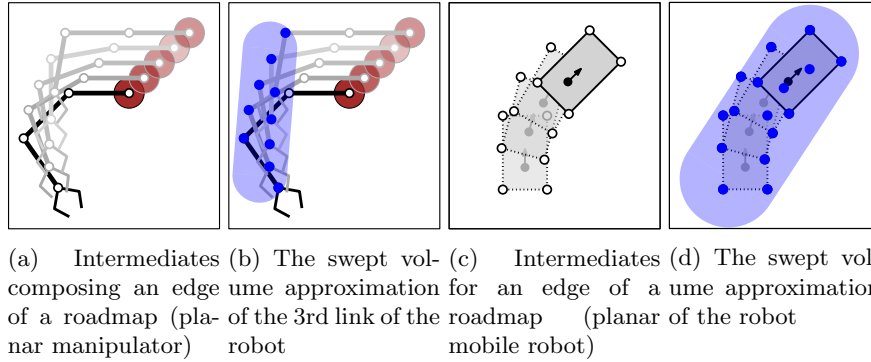 (a) Intermediates
composing an edge
of a roadmap (pla-
nar manipulator)
(b) The swept vol-
ume approximation
of the 3rd link of the
robot
(c) Intermediates
for an edge of a
roadmap (planar
mobile robot)
(d) The swept vol-
ume approximation
of the robot